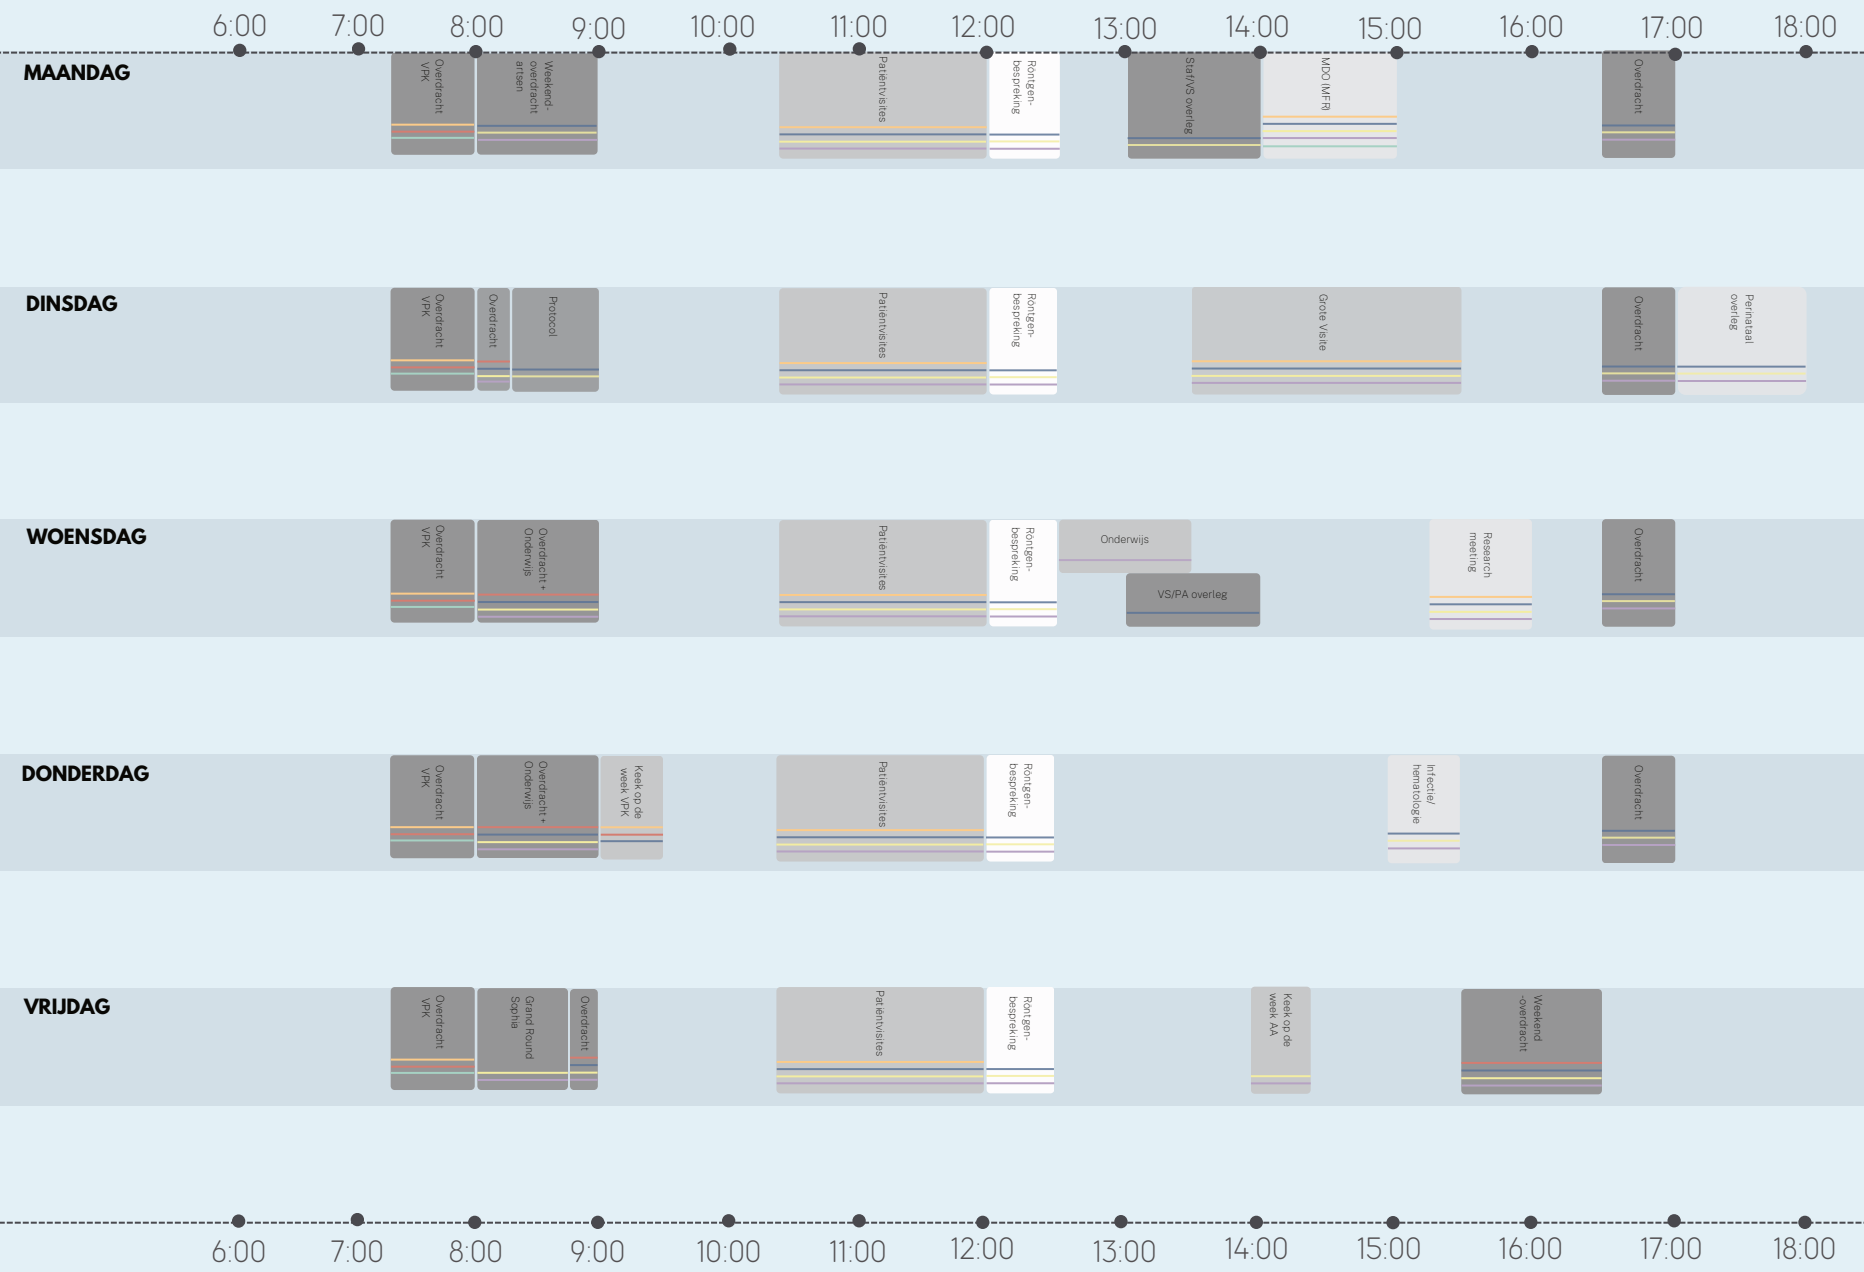 6:00 7:00 8:00 9:00 10:00 11:00 12:00 13:00 14:00 15:00 16:00 17:00 18:00
MAANDAG
Overdracht
VPK
Weekend-
overdracht
artsen
Patiëntvisites
Röntgen-
bespreking
Staf/VS overleg
MDO (MFR)
Overdracht
DINSDAG
Overdracht
VPK
Overdracht
Protocol
Patiëntvisites
Röntgen-
bespreking
Grote Visite
Overdracht
Perinataal
overleg
WOENSDAG
Overdracht
VPK
Overdracht +
Onderwijs
Patiëntvisites
Röntgen-
bespreking
Onderwijs
VS/PA overleg
Research
meeting
Overdracht
DONDERDAG
Overdracht
VPK
Overdracht +
Onderwijs
Keek op de
week VPK
Patiëntvisites
Röntgen-
bespreking
Infectie/
hematologie
Overdracht
VRIJDAG
Overdracht
VPK
Grand Round
Sophia
Overdracht
Patiëntvisites
Röntgen-
bespreking
Keek op de
week AA
Weekend
-overdracht
6:00 7:00 8:00 9:00 10:00 11:00 12:00 13:00 14:00 15:00 16:00 17:00 18:00